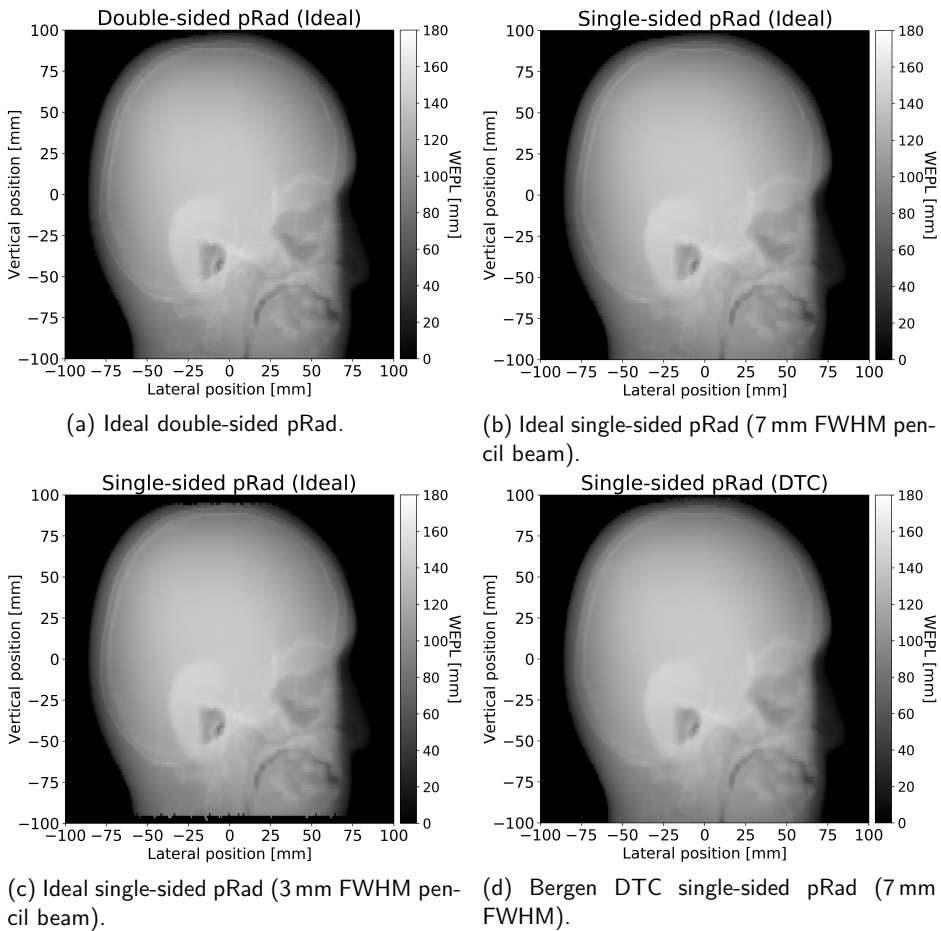 Double-sided pRad (Ideal)
100
75
50
25
0
−25
−50
−75
−100
−100 −75 −50 −25 0 25 50 75 100
Vertical position [mm]
Lateral position [mm]
180
160
140
120
100
80
60
40
20
0
WEPL [mm]
(a) Ideal double-sided pRad.
Single-sided pRad (Ideal)
100
75
50
25
0
−25
−50
−75
−100
−100 −75 −50 −25 0 25 50 75 100
Vertical position [mm]
Lateral position [mm]
180
160
140
120
100
80
60
40
20
0
WEPL [mm]
(b) Ideal single-sided pRad (7 mm FWHM pen-
cil beam).
Single-sided pRad (Ideal)
100
75
50
25
0
−25
−50
−75
−100
−100 −75 −50 −25 0 25 50 75 100
Vertical position [mm]
Lateral position [mm]
180
160
140
120
100
80
60
40
20
0
WEPL [mm]
(c) Ideal single-sided pRad (3 mm FWHM pen-
cil beam).
Single-sided pRad (DTC)
100
75
50
25
0
−25
−50
−75
−100
−100 −75 −50 −25 0 25 50 75 100
Vertical position [mm]
Lateral position [mm]
180
160
140
120
100
80
60
40
20
0
WEPL [mm]
(d) Bergen DTC single-sided pRad (7 mm
FWHM).